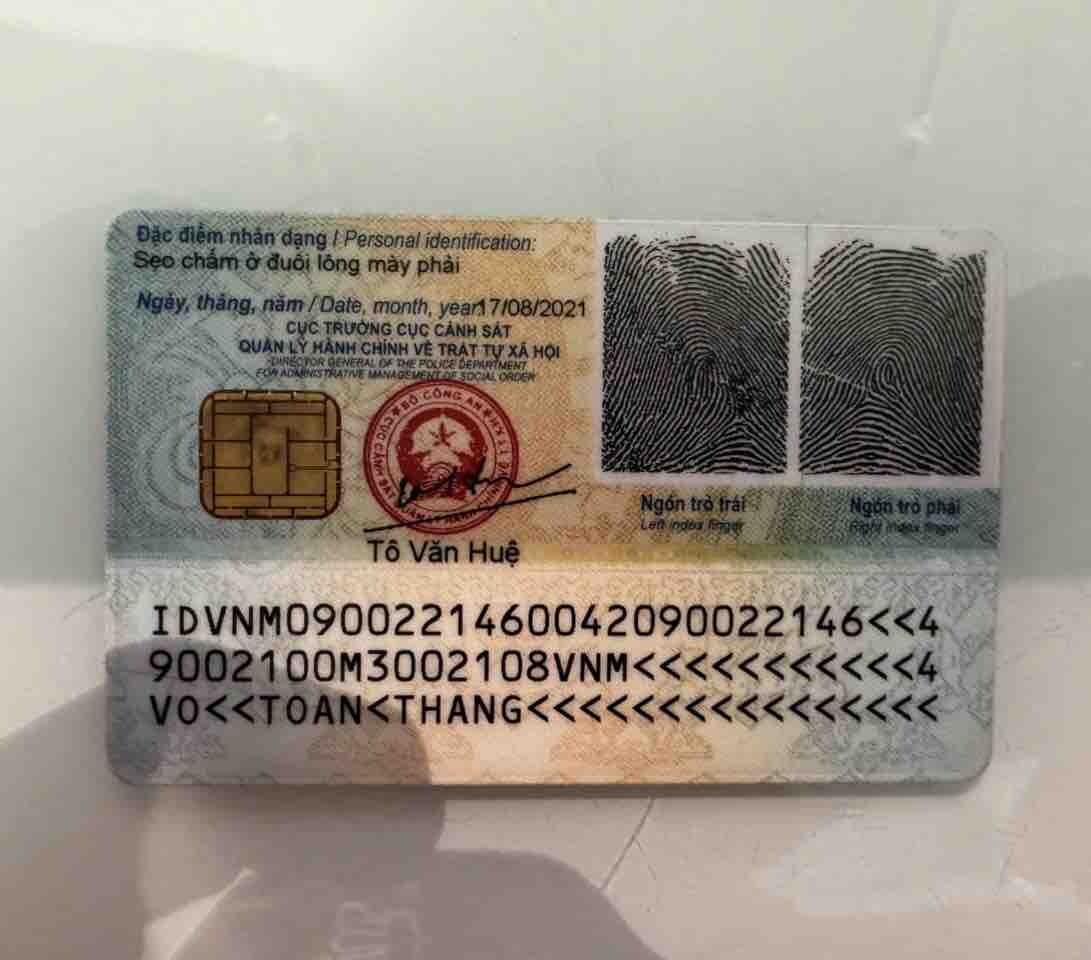 Đặc điểm nhân dạng / Personal identification:
Sẹo chấm ở đuôi lông mày phải
Ngày, tháng, năm / Date, month, year: 17/08/2021
CỤC TRƯỞNG CỤC CẢNH SÁT
QUẢN LÝ HÀNH CHÍNH VỀ TRẬT TỰ XÃ HỘI
DIRECTOR GENERAL OF THE POLICE DEPARTMENT
FOR ADMINISTRATIVE MANAGEMENT OF SOCIAL ORDER
BỘ CÔNG AN
Tô Văn Huệ
Ngón trỏ trái
Left index finger
Ngón trỏ phải
Right index finger
IDVNM0900221460042090022146<<4
9002100M3002108VNM<<<<<<<<<<<4
VO<<TOAN<THANG<<<<<<<<<<<<<<<<